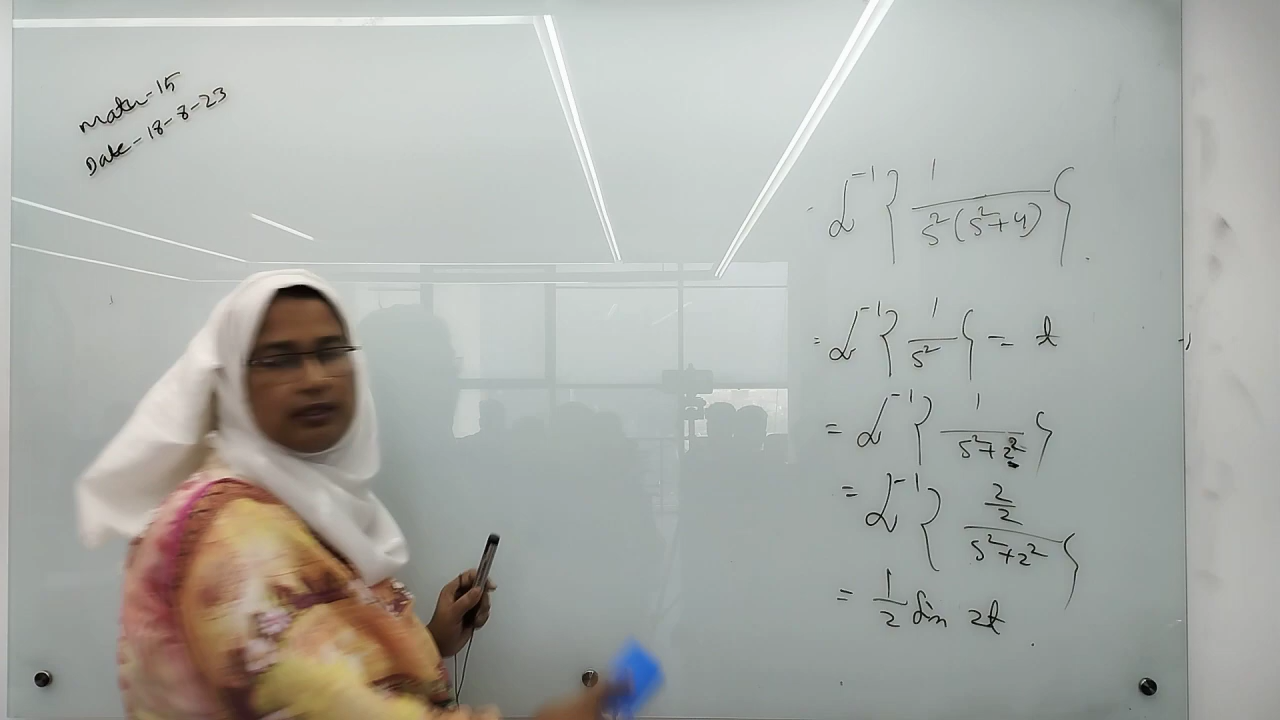 Math-15
Date-18-8-23
L⁻¹{ 1/(s²(s²+4)) }
= L⁻¹{ 1/s² } = t
= L⁻¹{ 1/(s²+2²) }
= L⁻¹{ (2/2)/(s²+2²) }
= 1/2 sin 2t